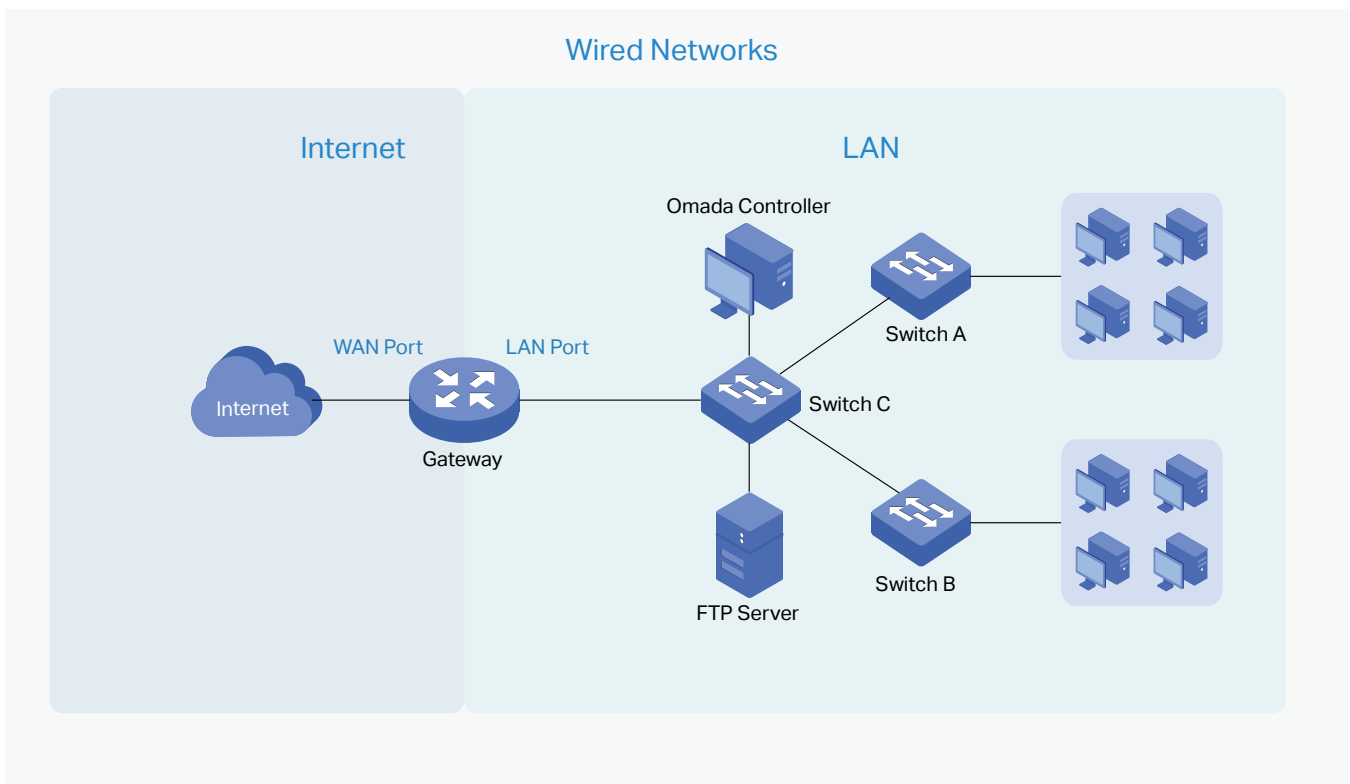 Wired Networks
Internet
LAN
Omada Controller
Switch A
WAN Port
LAN Port
Internet
Switch C
Gateway
Switch B
FTP Server